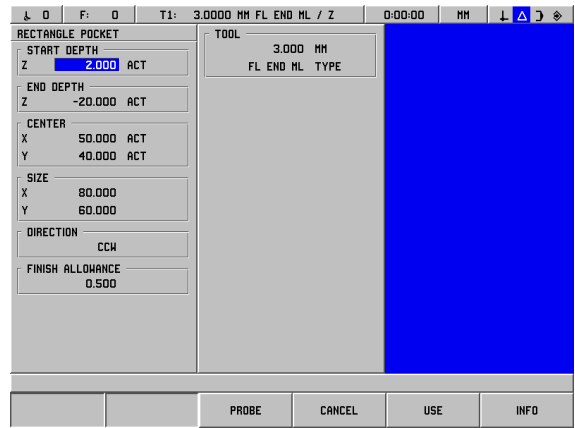 0 F: 0 T1: 3.0000 MM FL END ML / Z 0:00:00 MM
RECTANGLE POCKET
START DEPTH
Z 2.000 ACT
END DEPTH
Z -20.000 ACT
CENTER
X 50.000 ACT
Y 40.000 ACT
SIZE
X 80.000
Y 60.000
DIRECTION
CCW
FINISH ALLOWANCE
0.500
TOOL
3.000 MM
FL END ML TYPE
PROBE CANCEL USE INFO